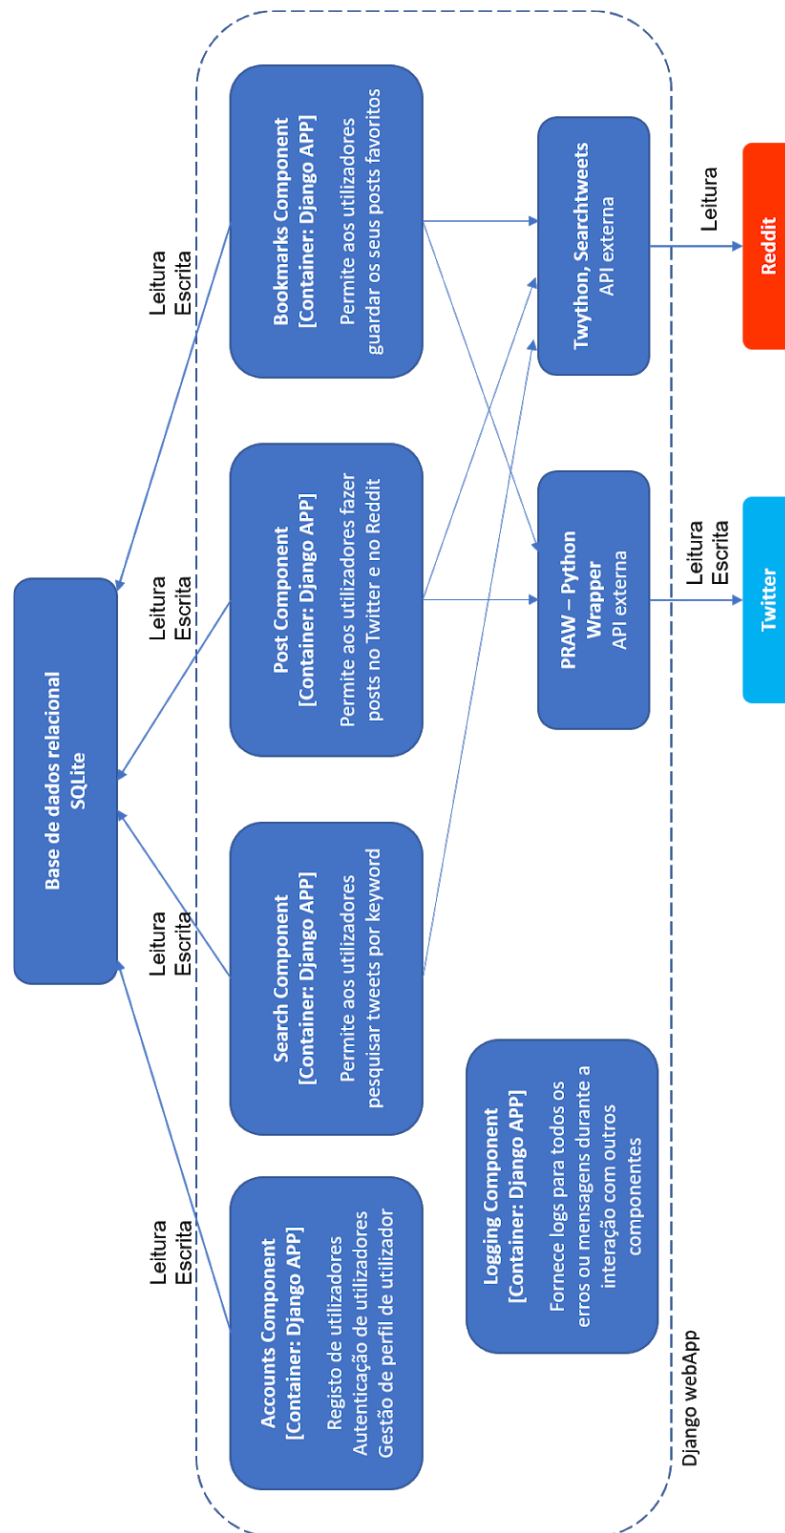 Base de dados relacional
SQLite
Leitura
Escrita
Leitura
Escrita
Leitura
Escrita
Leitura
Escrita
Accounts Component
[Container: Django APP]
Registo de utilizadores
Autenticação de utilizadores
Gestão de perfil de utilizador
Search Component
[Container: Django APP]
Permite aos utilizadores
pesquisar tweets por keyword
Post Component
[Container: Django APP]
Permite aos utilizadores fazer
posts no Twitter e no Reddit
Bookmarks Component
[Container: Django APP]
Permite aos utilizadores
guardar os seus posts favoritos
Logging Component
[Container: Django APP]
Fornece logs para todos os
erros ou mensagens durante a
interação com outros
componentes
PRAW – Python
Wrapper
API externa
Twython, Searchtweets
API externa
Django webApp
Leitura
Escrita
Leitura
Twitter
Reddit